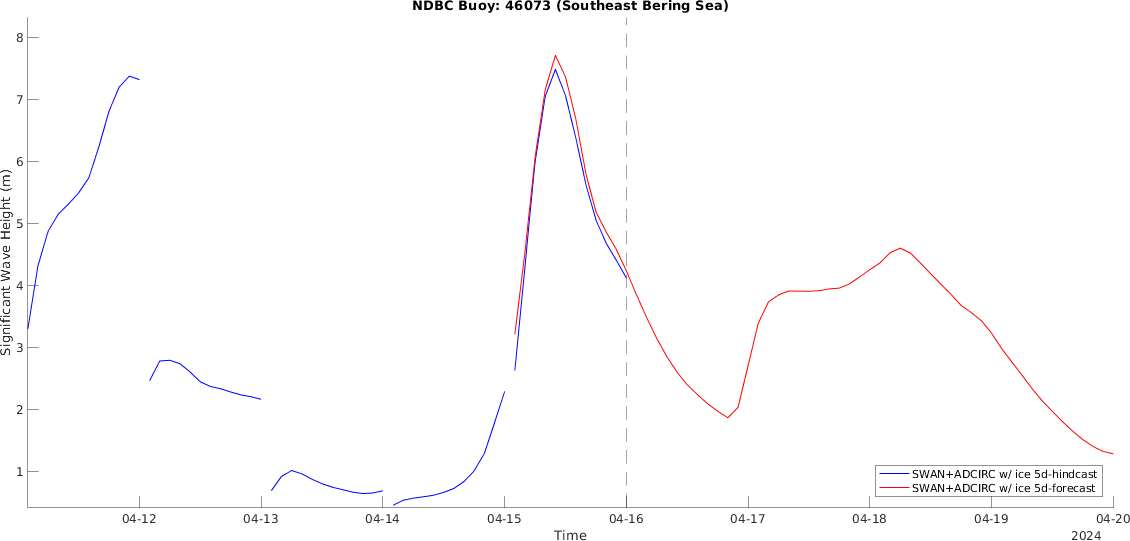 NDBC Buoy: 46073 (Southeast Bering Sea)
8
7
6
5
4
3
2
1
Significant Wave Height (m)
SWAN+ADCIRC w/ ice 5d-hindcast
SWAN+ADCIRC w/ ice 5d-forecast
04-12 04-13 04-14 04-15 04-16 04-17 04-18 04-19 04-20
Time
2024